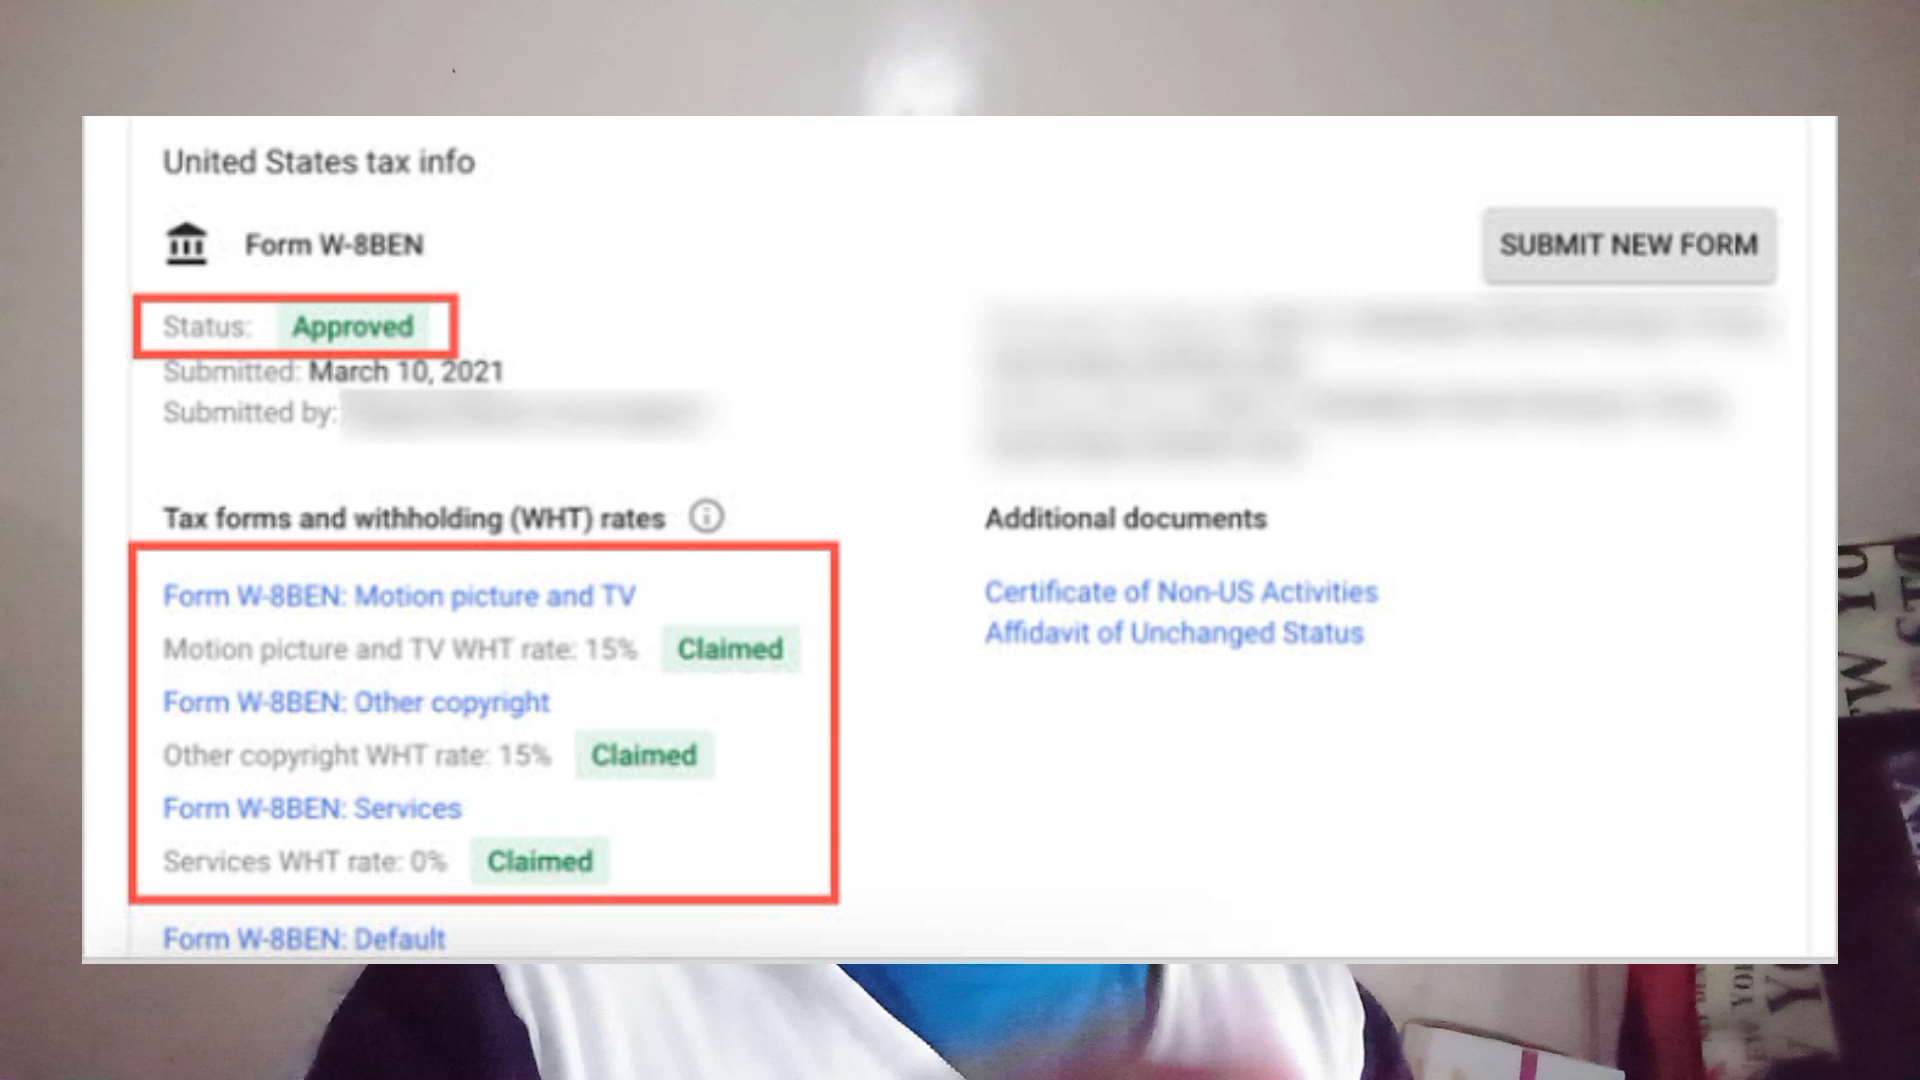 United States tax info
Form W-8BEN
SUBMIT NEW FORM
Status: Approved
Submitted: March 10, 2021
Submitted by:
Tax forms and withholding (WHT) rates
Form W-8BEN: Motion picture and TV
Motion picture and TV WHT rate: 15% Claimed
Form W-8BEN: Other copyright
Other copyright WHT rate: 15% Claimed
Form W-8BEN: Services
Services WHT rate: 0% Claimed
Form W-8BEN: Default
Additional documents
Certificate of Non-US Activities
Affidavit of Unchanged Status